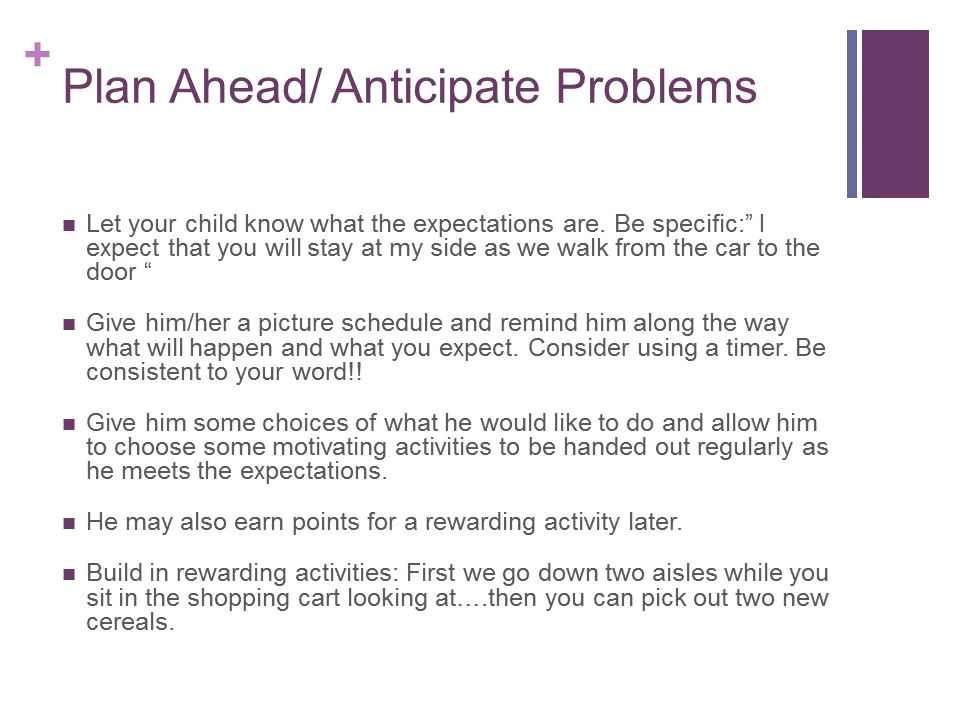 +
Plan Ahead/ Anticipate Problems
■ Let your child know what the expectations are. Be specific:” I
expect that you will stay at my side as we walk from the car to the
door “
■ Give him/her a picture schedule and remind him along the way
what will happen and what you expect. Consider using a timer. Be
consistent to your word!!
■ Give him some choices of what he would like to do and allow him
to choose some motivating activities to be handed out regularly as
he meets the expectations.
■ He may also earn points for a rewarding activity later.
■ Build in rewarding activities: First we go down two aisles while you
sit in the shopping cart looking at….then you can pick out two new
cereals.